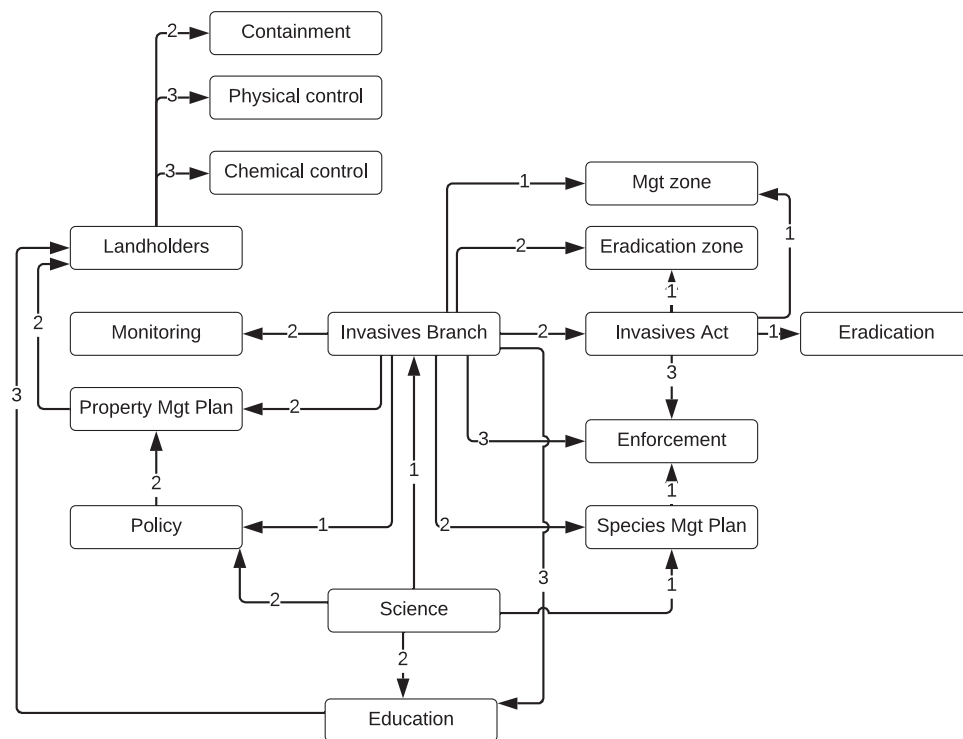 2
Containment
3
Physical control
3
Chemical control
1
Mgt zone
Landholders
2
Eradication zone
1
2
1
Monitoring
2
Invasives Branch
2
Invasives Act
1
Eradication
3
3
Property Mgt Plan
2
3
Enforcement
2
1
1
Policy
1
2
Species Mgt Plan
2
Science
3
1
2
Education